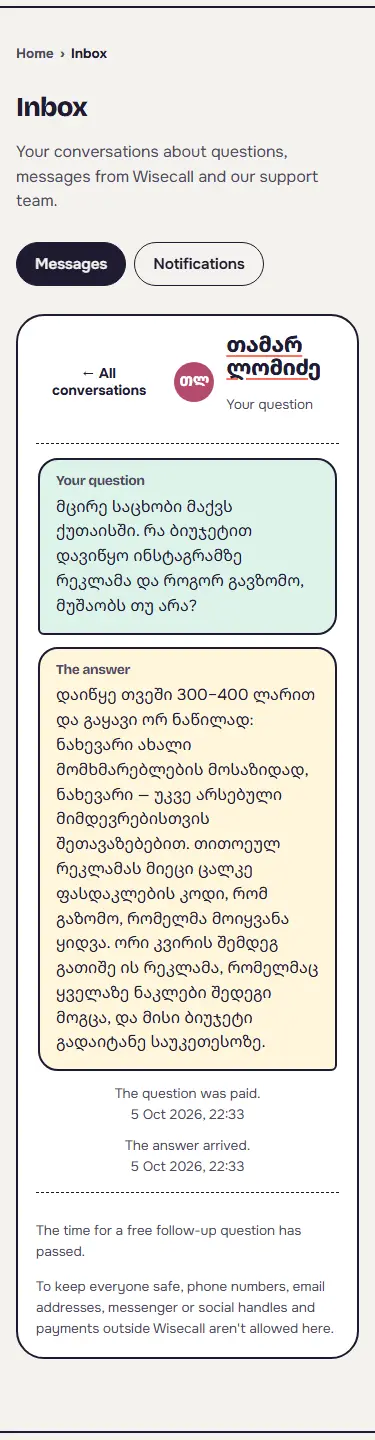 Home › Inbox
Inbox
Your conversations about questions,
messages from Wisecall and our support
team.
Messages
Notifications
← All
conversations
თლ
თამარ
ლომიძე
Your question
Your question
მცირე საცხობი მაქვს
ქუთაისში. რა ბიუჯეტით
დავიწყო ინსტაგრამზე
რეკლამა და როგორ გავზომო,
მუშაობს თუ არა?
The answer
დაიწყე თვეში 300–400 ლარით
და გაყავი ორ ნაწილად:
ნახევარი ახალი
მომხმარებლების მოსაზიდად,
ნახევარი — უკვე არსებული
მიმდევრებისთვის
შეთავაზებებით. თითოეულ
რეკლამას მიეცი ცალკე
ფასდაკლების კოდი, რომ
გაზომო, რომელმა მოიყვანა
ყიდვა. ორი კვირის შემდეგ
გათიშე ის რეკლამა, რომელმაც
ყველაზე ნაკლები შედეგი
მოგცა, და მისი ბიუჯეტი
გადაიტანე საუკეთესოზე.
The question was paid.
5 Oct 2026, 22:33
The answer arrived.
5 Oct 2026, 22:33
The time for a free follow-up question has
passed.
To keep everyone safe, phone numbers, email
addresses, messenger or social handles and
payments outside Wisecall aren't allowed here.